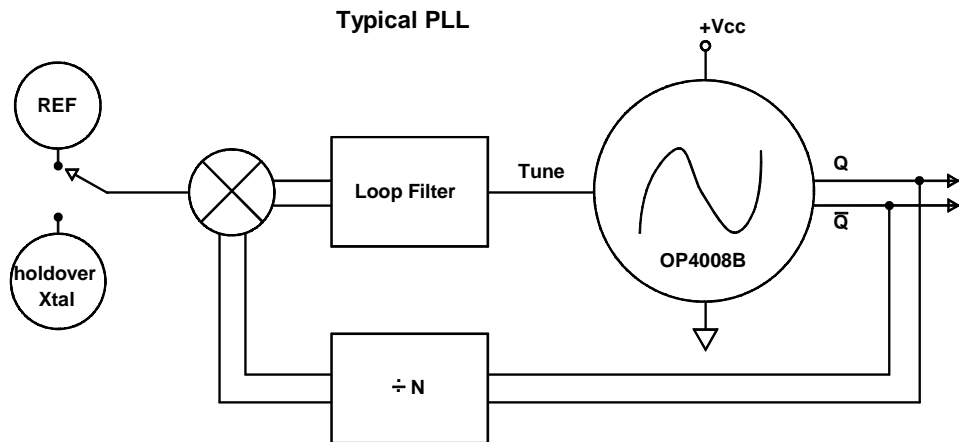 Typical PLL
+Vcc
REF
holdover
Xtal
Loop Filter
Tune
OP4008B
Q
Q̅
÷ N